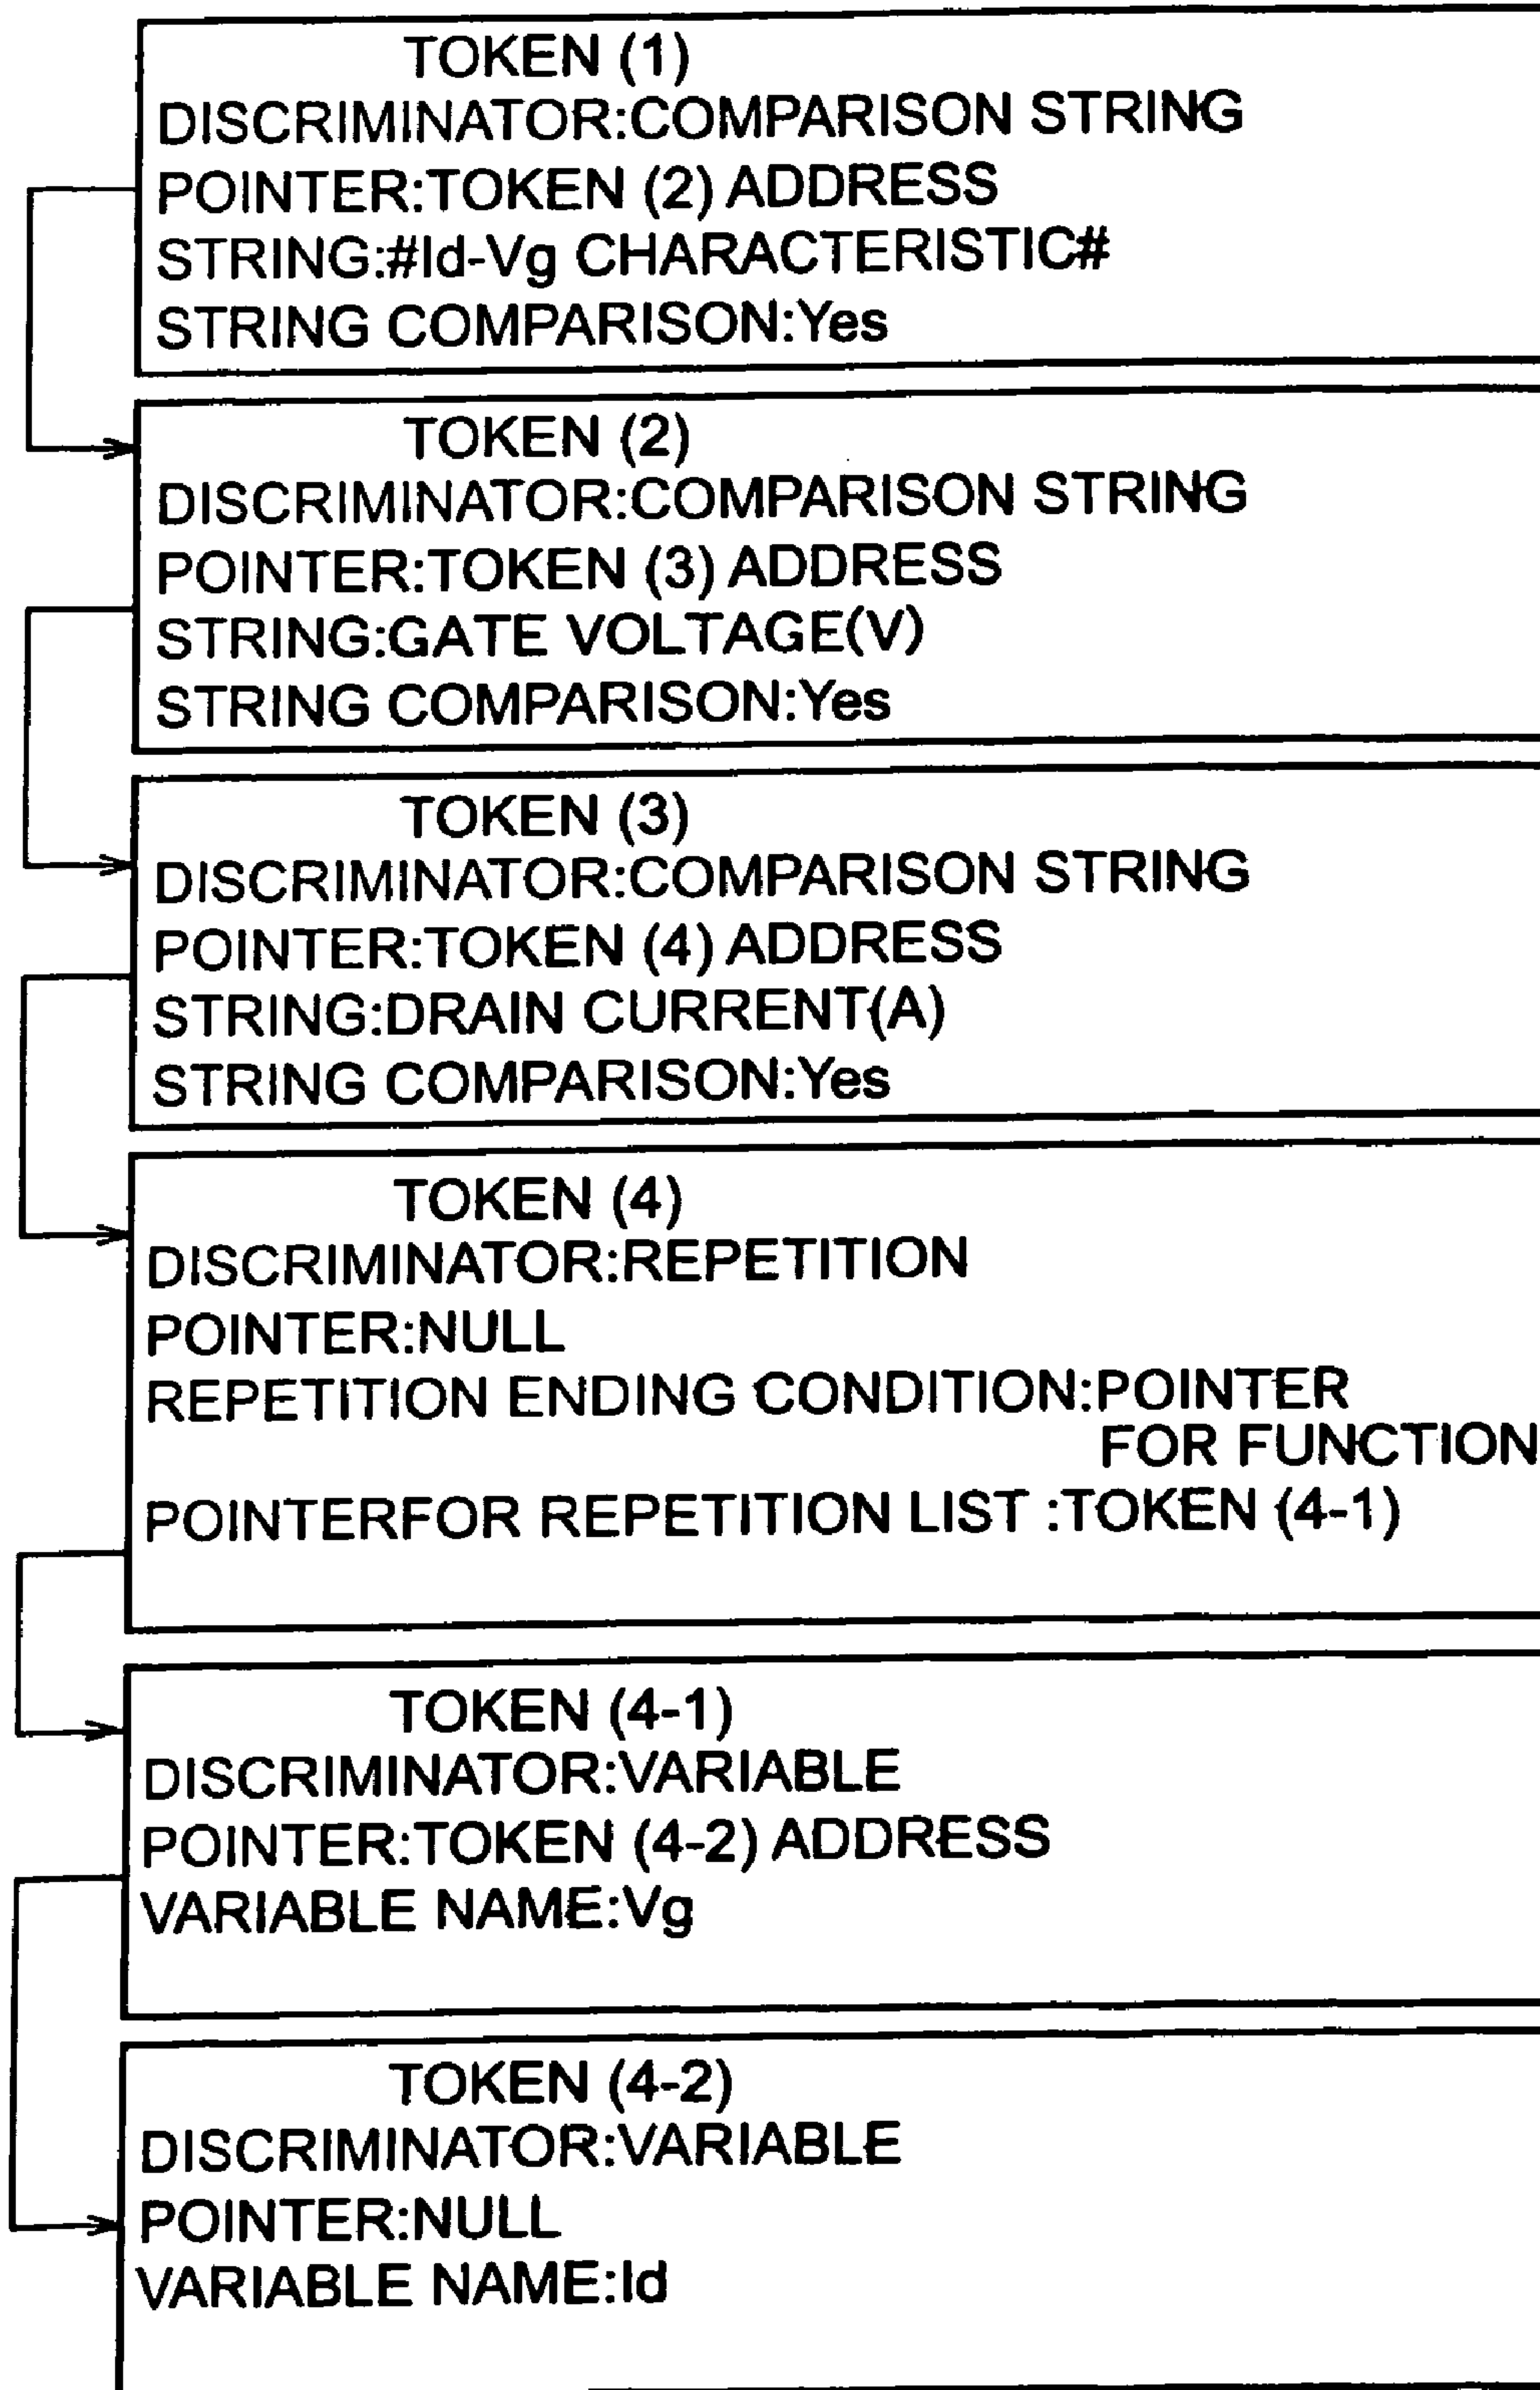 TOKEN (1)
DISCRIMINATOR:COMPARISON STRING
POINTER:TOKEN (2) ADDRESS
STRING:#Id-Vg CHARACTERISTIC#
STRING COMPARISON:Yes
TOKEN (2)
DISCRIMINATOR:COMPARISON STRING
POINTER:TOKEN (3) ADDRESS
STRING:GATE VOLTAGE(V)
STRING COMPARISON:Yes
TOKEN (3)
DISCRIMINATOR:COMPARISON STRING
POINTER:TOKEN (4) ADDRESS
STRING:DRAIN CURRENT(A)
STRING COMPARISON:Yes
TOKEN (4)
DISCRIMINATOR:REPETITION
POINTER:NULL
REPETITION ENDING CONDITION:POINTER
FOR FUNCTION
POINTERFOR REPETITION LIST :TOKEN (4-1)
TOKEN (4-1)
DISCRIMINATOR:VARIABLE
POINTER:TOKEN (4-2) ADDRESS
VARIABLE NAME:Vg
TOKEN (4-2)
DISCRIMINATOR:VARIABLE
POINTER:NULL
VARIABLE NAME:Id